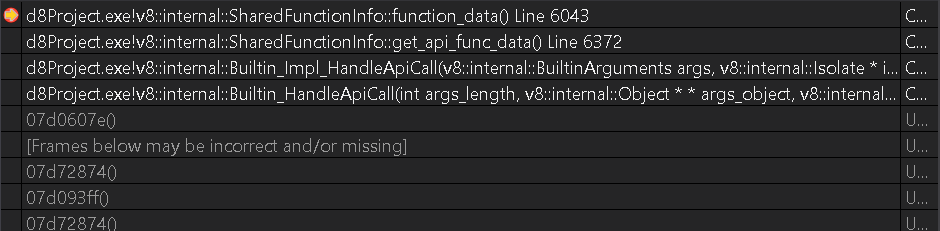 d8Project.exe!v8::internal::SharedFunctionInfo::function_data() Line 6043 C...
d8Project.exe!v8::internal::SharedFunctionInfo::get_api_func_data() Line 6372 C...
d8Project.exe!v8::internal::Builtin_Impl_HandleApiCall(v8::internal::BuiltinArguments args, v8::internal::Isolate * i... C...
d8Project.exe!v8::internal::Builtin_HandleApiCall(int args_length, v8::internal::Object * * args_object, v8::internal... C...
07d0607e() U...
[Frames below may be incorrect and/or missing] U...
07d72874() U...
07d093ff() U...
07d72874() U...